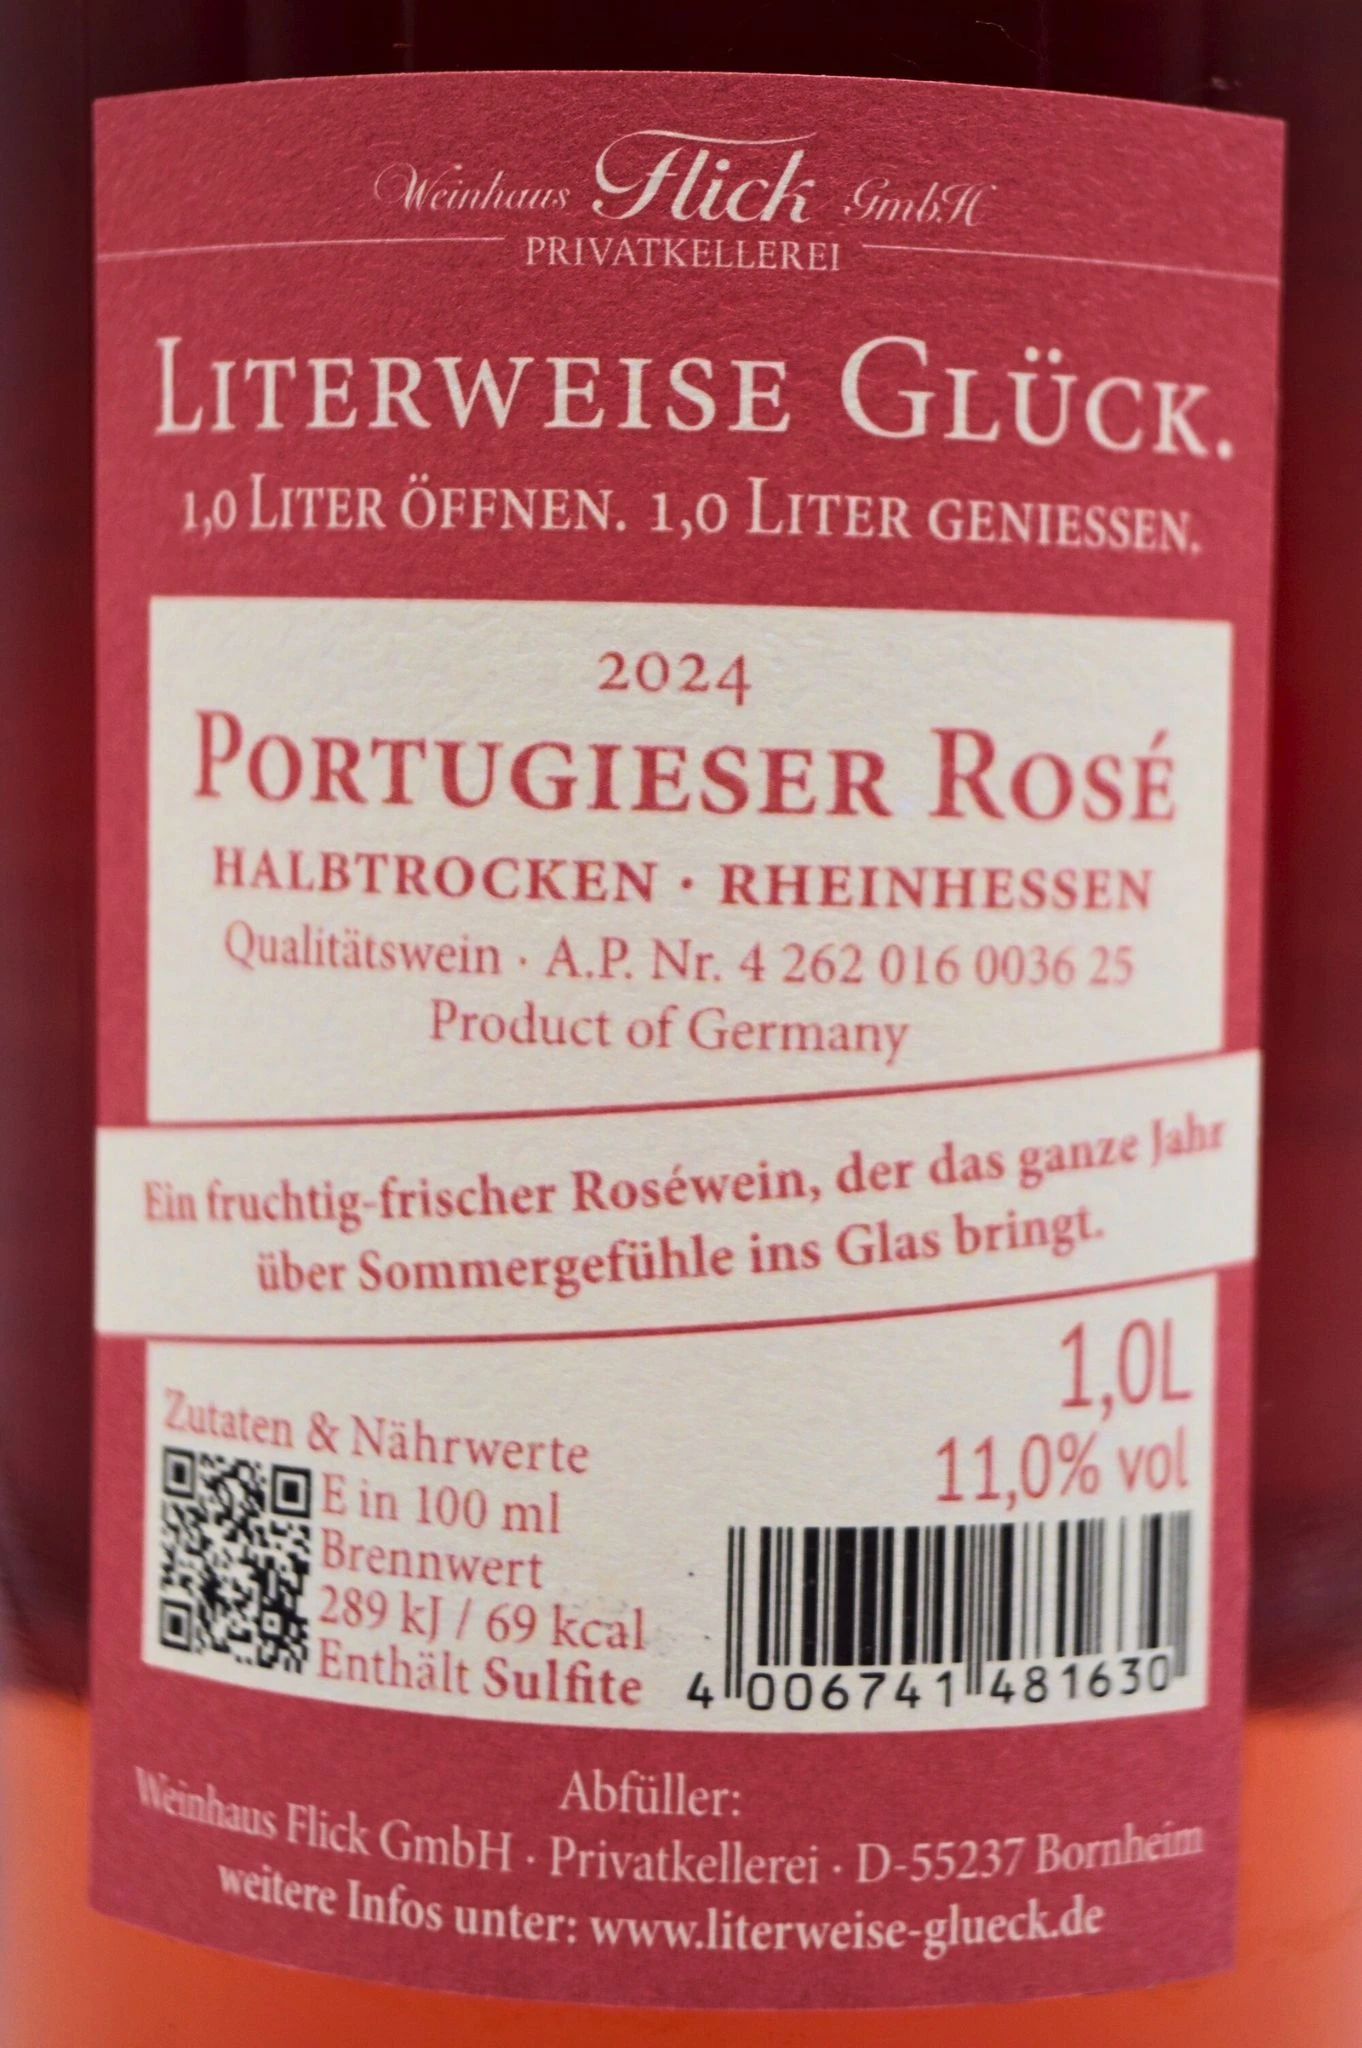 Weinhaus Flick GmbH
PRIVATKELLEREI
LITERWEISE GLÜCK.
1,0 LITER ÖFFNEN. 1,0 LITER GENIESSEN.
2024
PORTUGIESER ROSÉ
HALBTROCKEN · RHEINHESSEN
Qualitätswein · A.P. Nr. 4 262 016 0036 25
Product of Germany
Ein fruchtig-frischer Roséwein, der das ganze Jahr
über Sommergefühle ins Glas bringt.
1,0L
11,0% vol
Zutaten & Nährwerte
E in 100 ml
Brennwert
289 kJ / 69 kcal
Enthält Sulfite
4 006741 481630
Abfüller:
Weinhaus Flick GmbH · Privatkellerei · D-55237 Bornheim
weitere Infos unter: www.literweise-glueck.de